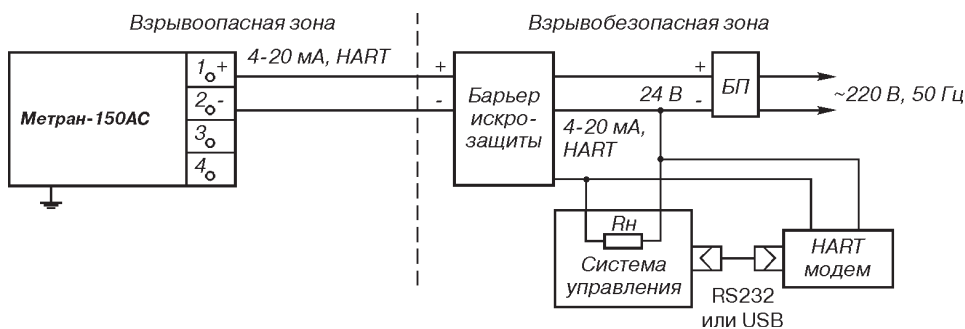 Взрывоопасная зона
Взрывобезопасная зона
Метран-150АС
1 +
2 -
3
4
4-20 мА, HART
+
-
Барьер
искро-
защиты
+
24 В -
БП
~220 В, 50 Гц
4-20 мА,
HART
Rн
Система
управления
RS232
или USB
HART
модем